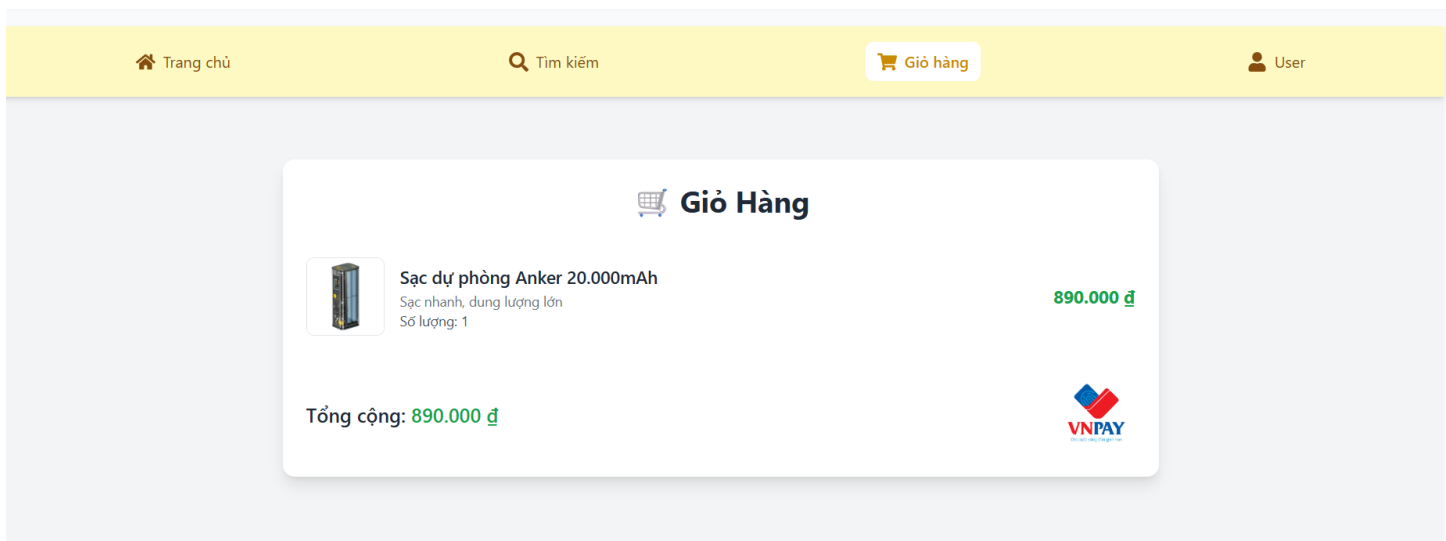 Trang chủ
Tìm kiếm
Giỏ hàng
User
Giỏ Hàng
Sạc dự phòng Anker 20.000mAh
Sạc nhanh, dung lượng lớn
Số lượng: 1
890.000 ₫
Tổng cộng: 890.000 ₫
VNPAY